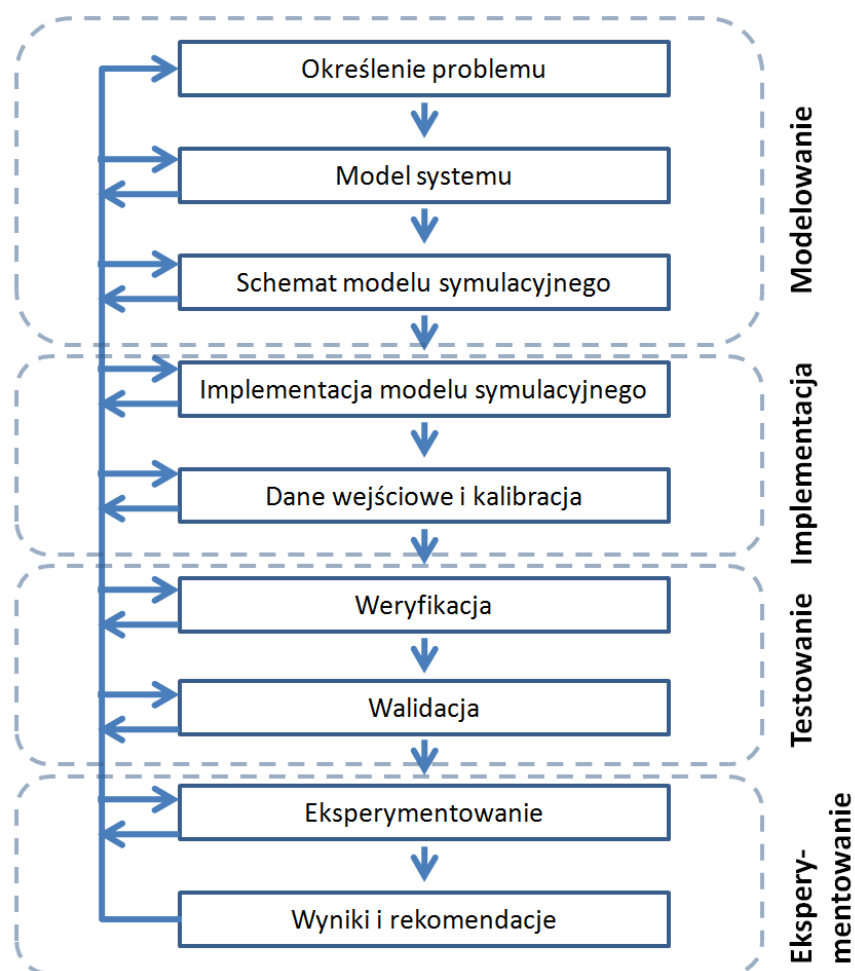 Określenie problemu
Model systemu
Schemat modelu symulacyjnego
Modelowanie
Implementacja modelu symulacyjnego
Dane wejściowe i kalibracja
Implementacja
Weryfikacja
Walidacja
Testowanie
Eksperymentowanie
Wyniki i rekomendacje
Ekspery-
mentowanie